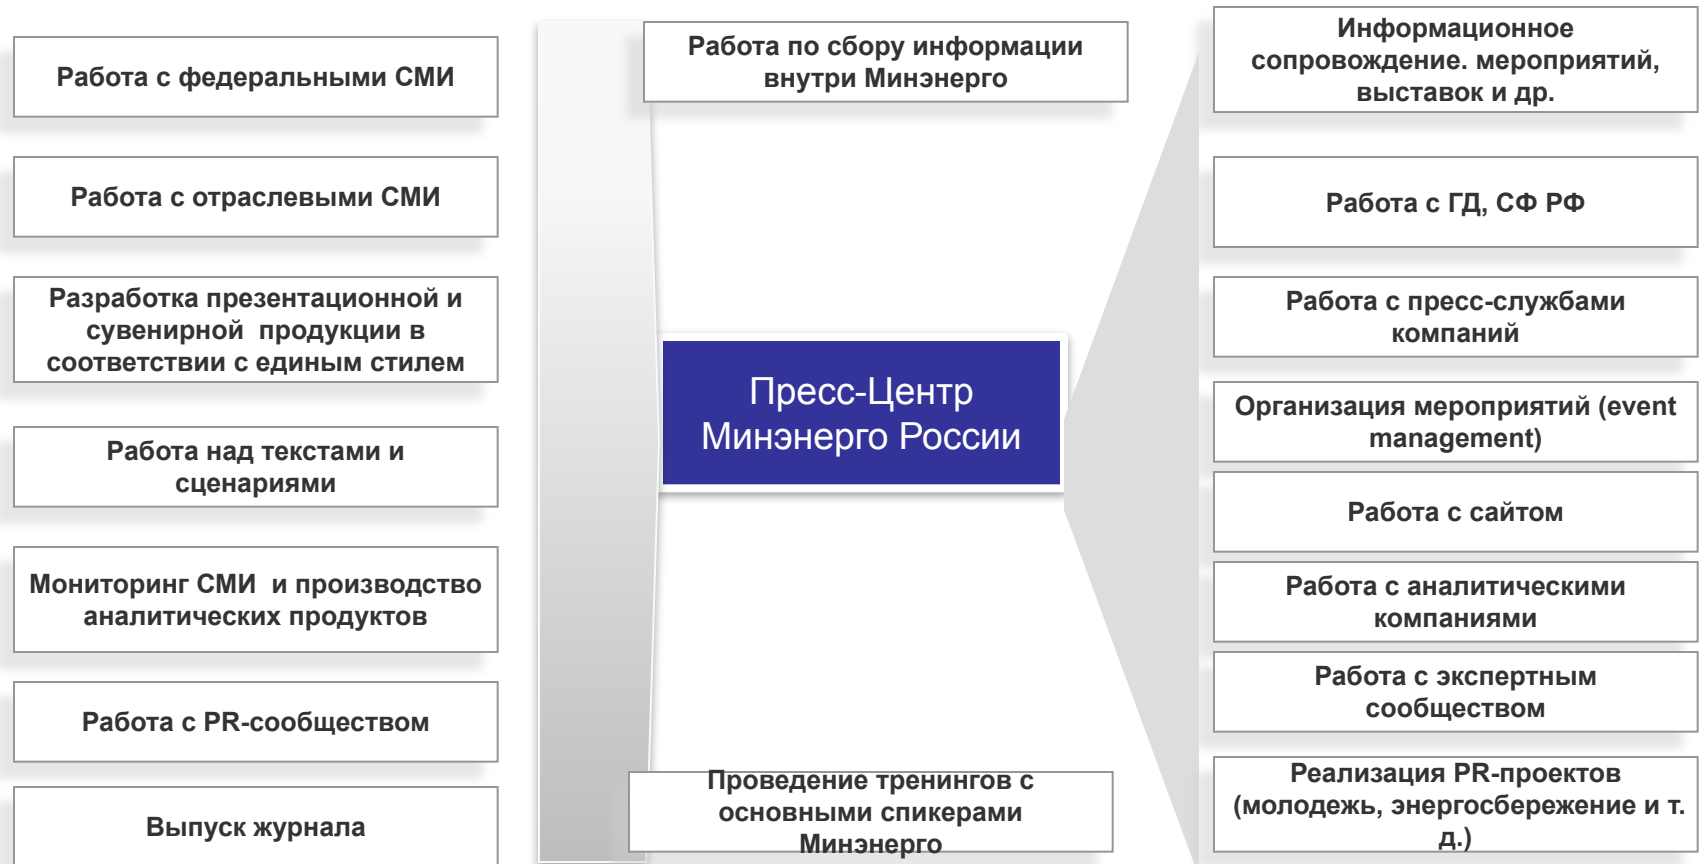 Работа с федеральными СМИ
Работа с отраслевыми СМИ
Разработка презентационной и
сувенирной продукции в
соответствии с единым стилем
Работа над текстами и
сценариями
Мониторинг СМИ и производство
аналитических продуктов
Работа с PR-сообществом
Выпуск журнала
Работа по сбору информации
внутри Минэнерго
Пресс-Центр
Минэнерго России
Проведение тренингов с
основными спикерами
Минэнерго
Информационное
сопровождение. мероприятий,
выставок и др.
Работа с ГД, СФ РФ
Работа с пресс-службами
компаний
Организация мероприятий (event
management)
Работа с сайтом
Работа с аналитическими
компаниями
Работа с экспертным
сообществом
Реализация PR-проектов
(молодежь, энергосбережение и т.
д.)